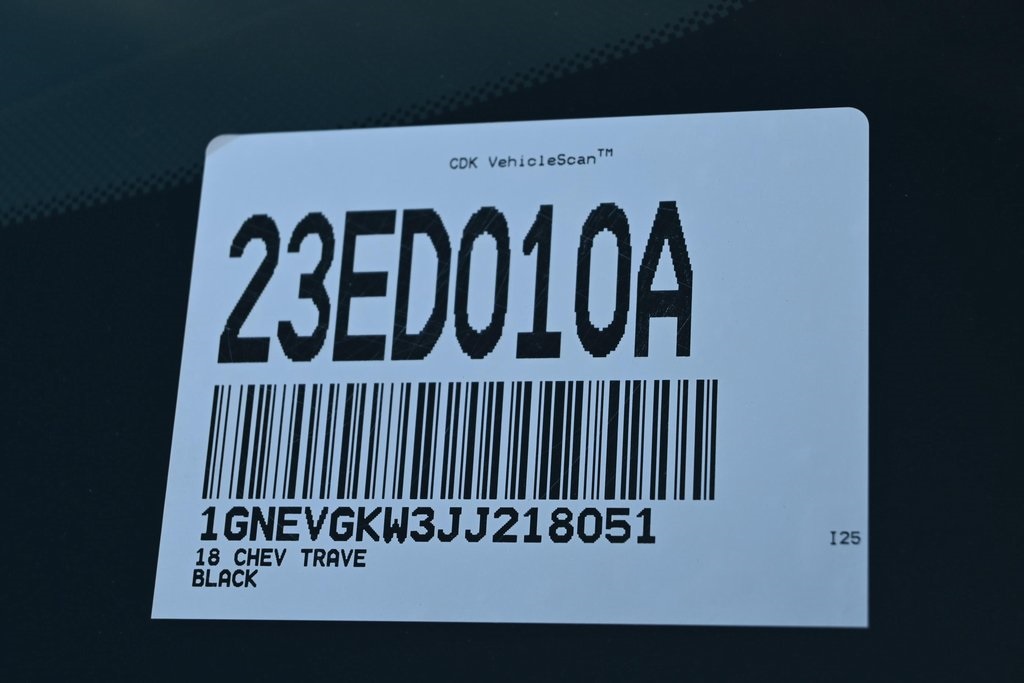 CDK VehicleScan™
23ED010A
1GNEVGKW3JJ218051
18 CHEV TRAVE
BLACK
I25